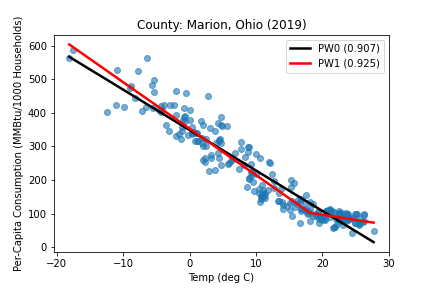 County: Marion, Ohio (2019)
PW0 (0.907)
PW1 (0.925)
Per-Capita Consumption (MMBtu/1000 Households)
600
500
400
300
200
100
0
−20 −10 0 10 20 30
Temp (deg C)